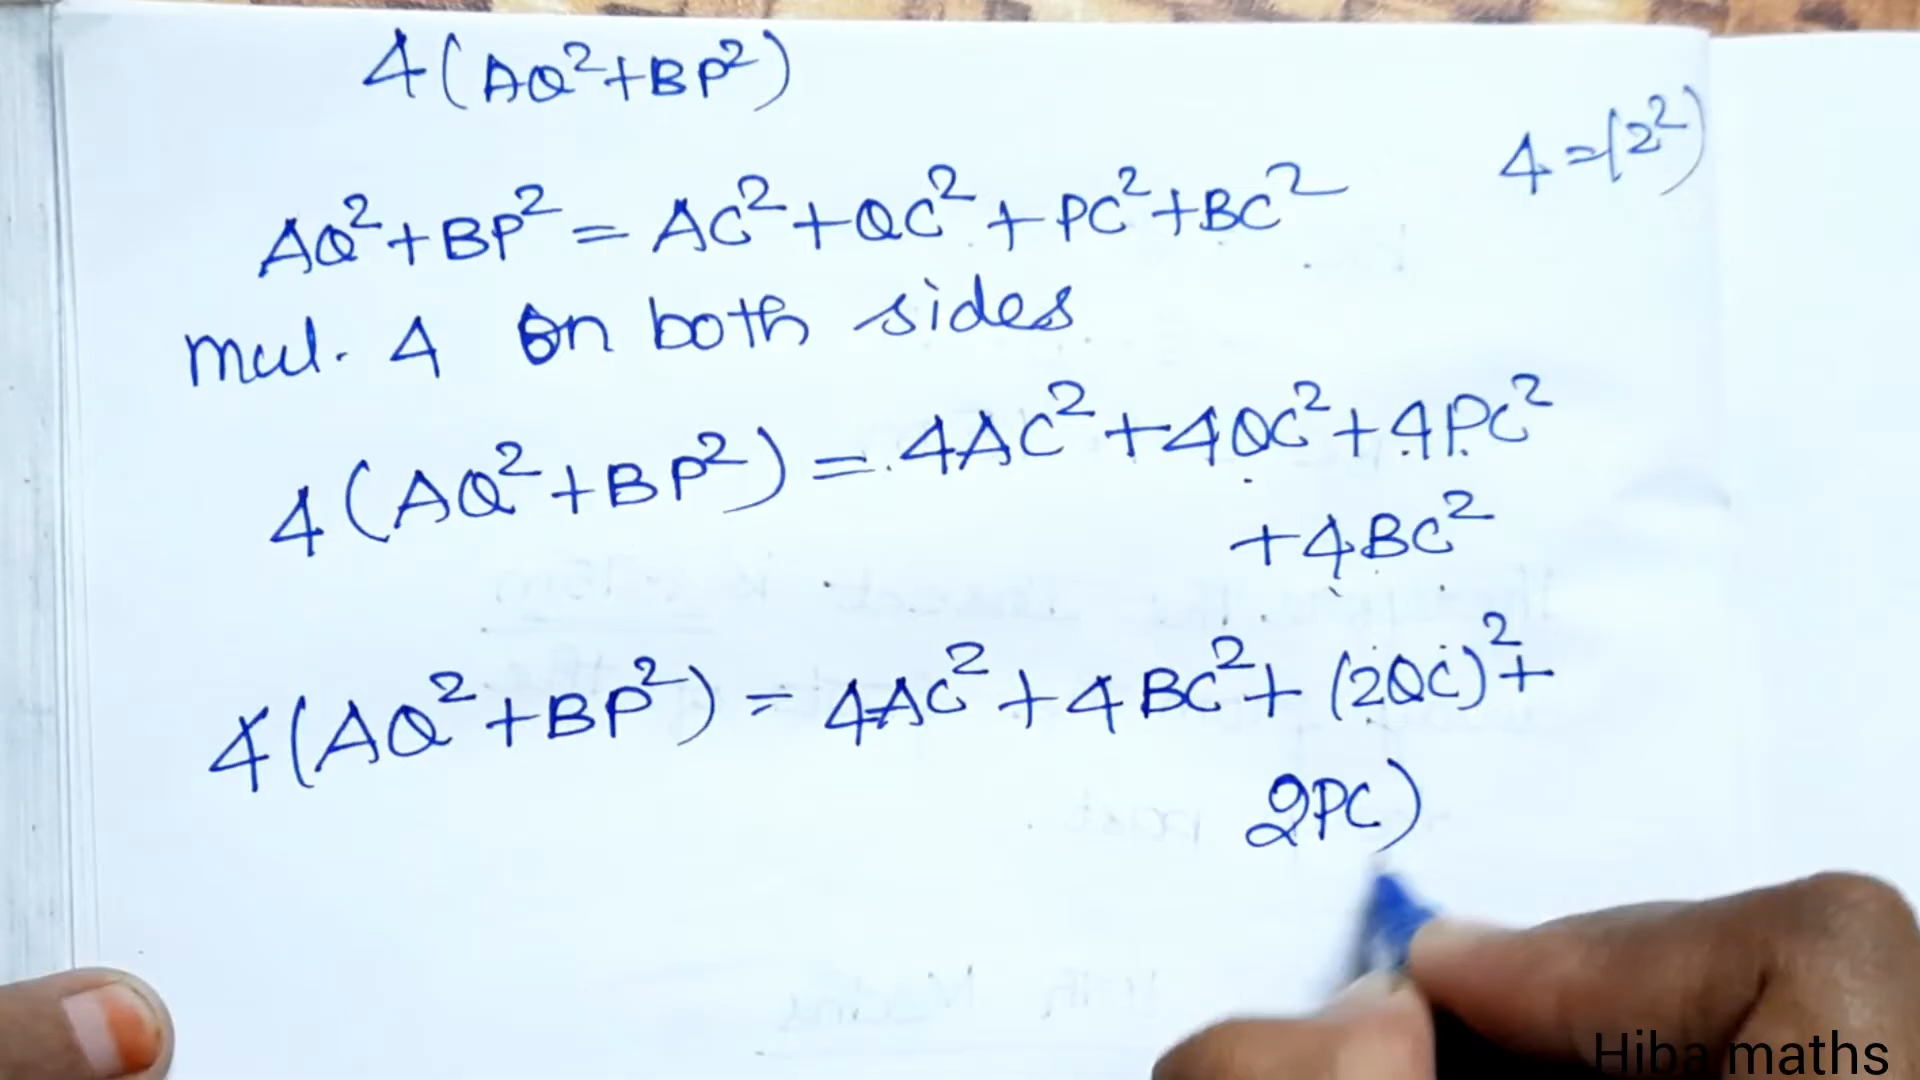 4(AQ²+BP²)
4=(2²)
AQ²+BP² = AC²+QC²+PC²+BC²
mul. 4 on both sides
4(AQ²+BP²) = 4AC²+4QC²+4PC²
+4BC²
4(AQ²+BP²) = 4AC²+4BC²+(2QC)²+
2PC)
Hiba maths